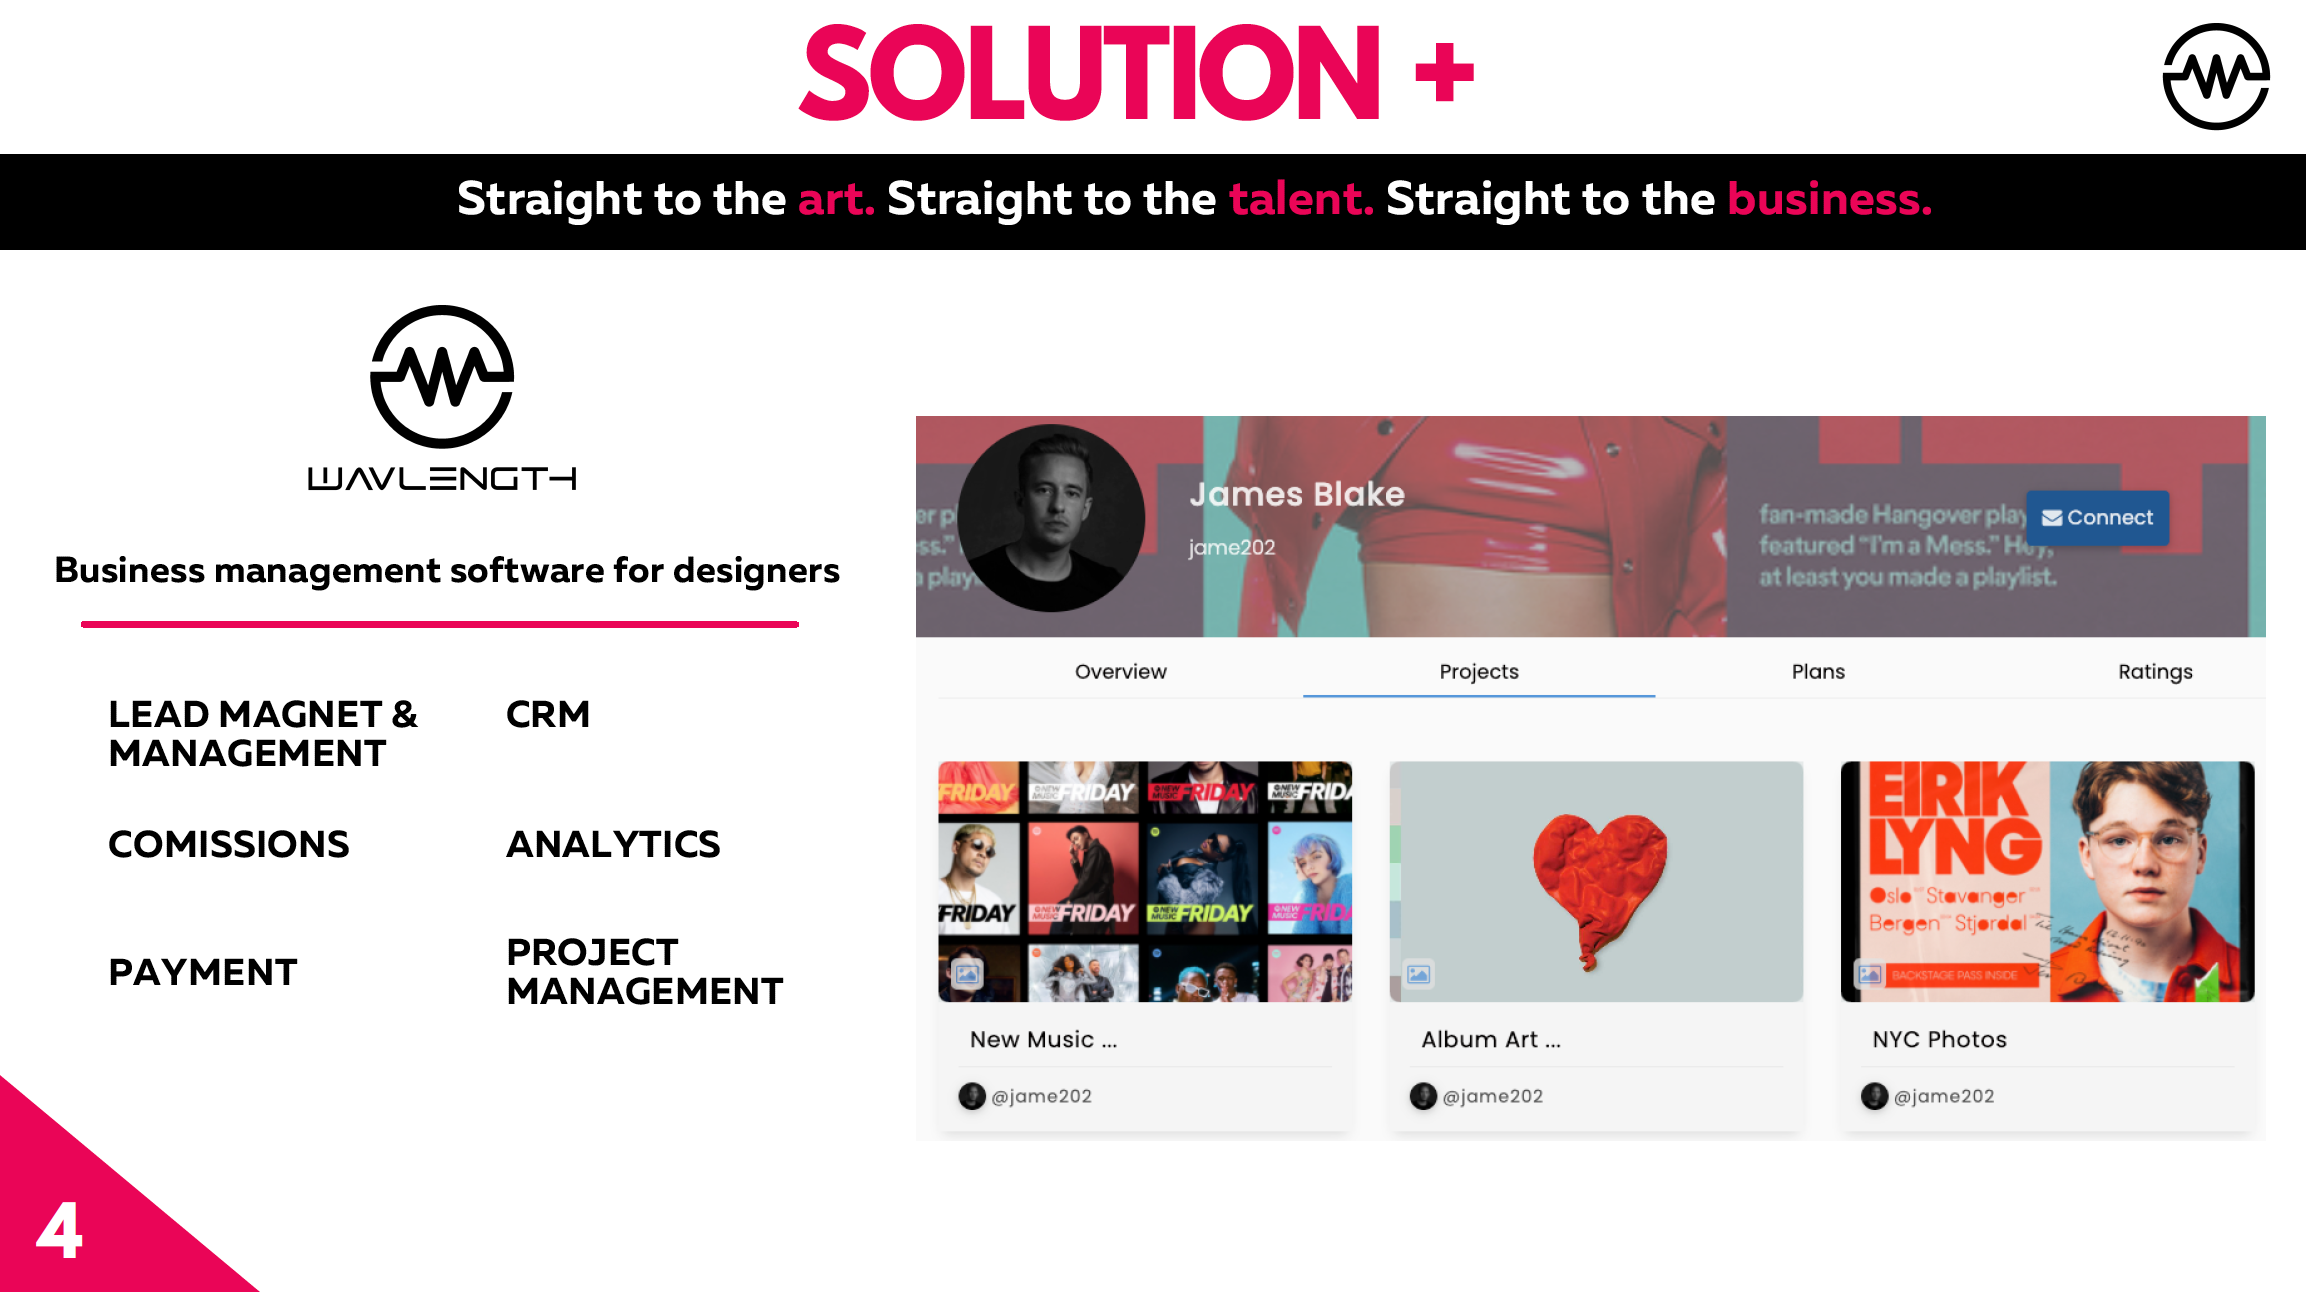 SOLUTION +
Straight to the art. Straight to the talent. Straight to the business.
WAVLENGTH
Business management software for designers
LEAD MAGNET &
MANAGEMENT
CRM
COMISSIONS
ANALYTICS
PAYMENT
PROJECT
MANAGEMENT
4
James Blake
jame202
er p
ss."
a play
fan-made Hangover play
featured “I'm a Mess.” Hey,
at least you made a playlist.
Connect
Overview
Projects
Plans
Ratings
FRIDAY
NEW MUSIC FRIDAY
NEW MUSIC FRIDAY
NEW MUSIC FRIDA
FRIDAY
NEW MUSIC FRIDAY
NEW MUSIC FRIDAY
NEW MUSIC FRID
EIRIK
LYNG
Oslo Stavanger
Bergen Stjørdal
BACKSTAGE PASS INSIDE
New Music ...
Album Art ...
NYC Photos
@jame202
@jame202
@jame202